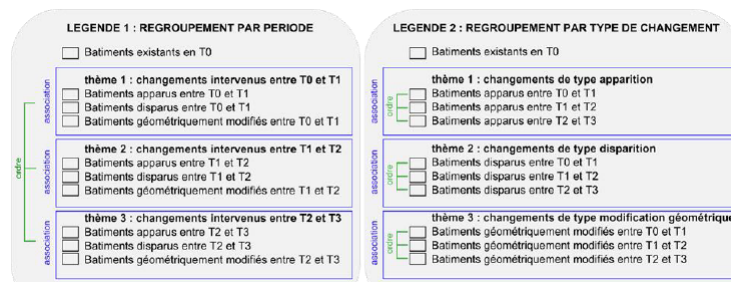 LEGENDE 1 : REGROUPEMENT PAR PERIODE
Batiments existants en T0
association
thème 1 : changements intervenus entre T0 et T1
Batiments apparus entre T0 et T1
Batiments disparus entre T0 et T1
Batiments géométriquement modifiés entre T0 et T1
ordre
association
thème 2 : changements intervenus entre T1 et T2
Batiments apparus entre T1 et T2
Batiments disparus entre T1 et T2
Batiments géométriquement modifiés entre T1 et T2
association
thème 3 : changements intervenus entre T2 et T3
Batiments apparus entre T2 et T3
Batiments disparus entre T2 et T3
Batiments géométriquement modifiés entre T2 et T3
LEGENDE 2 : REGROUPEMENT PAR TYPE DE CHANGEMENT
Batiments existants en T0
association
thème 1 : changements de type apparition
ordre
Batiments apparus entre T0 et T1
Batiments apparus entre T1 et T2
Batiments apparus entre T2 et T3
association
thème 2 : changements de type disparition
ordre
Batiments disparus entre T0 et T1
Batiments disparus entre T1 et T2
Batiments disparus entre T2 et T3
association
thème 3 : changements de type modification géométrique
ordre
Batiments géométriquement modifiés entre T0 et T1
Batiments géométriquement modifiés entre T1 et T2
Batiments géométriquement modifiés entre T2 et T3